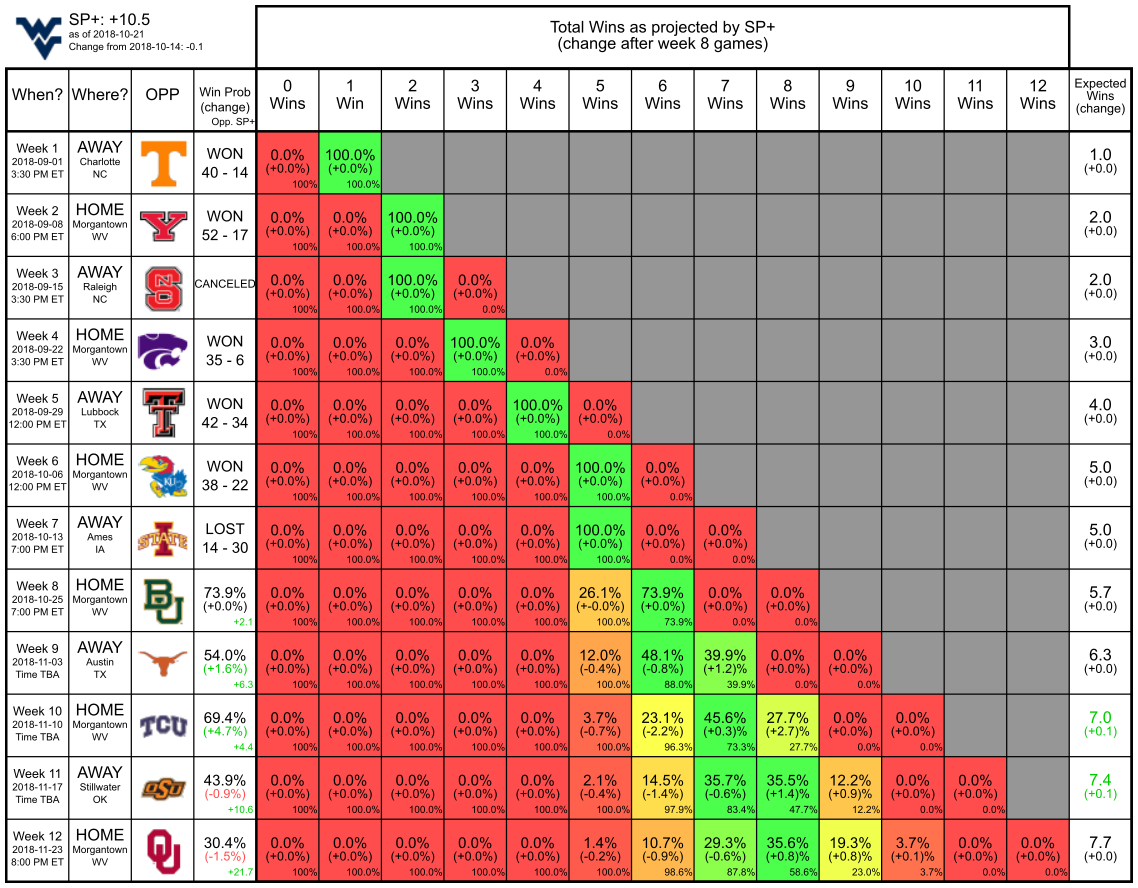 WV
SP+: +10.5
as of 2018-10-21
Change from 2018-10-14: -0.1
Total Wins as projected by SP+
(change after week 8 games)
When? Where? OPP Win Prob (change) Opp. SP+ 0 Wins 1 Win 2 Wins 3 Wins 4 Wins 5 Wins 6 Wins 7 Wins 8 Wins 9 Wins 10 Wins 11 Wins 12 Wins Expected Wins (change)
Week 1 AWAY T WON 0.0% 100.0% 1.0
2018-09-01 Charlotte 40 - 14 (+0.0%) (+0.0%) (+0.0)
3:30 PM ET NC 100% 100.0%
Week 2 HOME Y WON 0.0% 0.0% 100.0% 2.0
2018-09-08 Morgantown 52 - 17 (+0.0%) (+0.0%) (+0.0%) (+0.0)
6:00 PM ET WV 100% 100.0% 100.0%
Week 3 AWAY NCS CANCELED 0.0% 0.0% 100.0% 0.0% 2.0
2018-09-15 Raleigh (+0.0%) (+0.0%) (+0.0%) (+0.0%) (+0.0)
3:30 PM ET NC 100% 100.0% 100.0% 0.0%
Week 4 HOME WON 0.0% 0.0% 0.0% 100.0% 0.0% 3.0
2018-09-22 Morgantown 35 - 6 (+0.0%) (+0.0%) (+0.0%) (+0.0%) (+0.0%) (+0.0)
3:30 PM ET WV 100% 100.0% 100.0% 100.0% 0.0%
Week 5 AWAY TT WON 0.0% 0.0% 0.0% 0.0% 100.0% 0.0% 4.0
2018-09-29 Lubbock 42 - 34 (+0.0%) (+0.0%) (+0.0%) (+0.0%) (+0.0%) (+0.0%) (+0.0)
12:00 PM ET TX 100% 100.0% 100.0% 100.0% 100.0% 0.0%
Week 6 HOME KU WON 0.0% 0.0% 0.0% 0.0% 0.0% 100.0% 0.0% 5.0
2018-10-06 Morgantown 38 - 22 (+0.0%) (+0.0%) (+0.0%) (+0.0%) (+0.0%) (+0.0%) (+0.0%) (+0.0)
12:00 PM ET WV 100% 100.0% 100.0% 100.0% 100.0% 100.0% 0.0%
Week 7 AWAY I STATE LOST 0.0% 0.0% 0.0% 0.0% 0.0% 100.0% 0.0% 0.0% 5.0
2018-10-13 Ames 14 - 30 (+0.0%) (+0.0%) (+0.0%) (+0.0%) (+0.0%) (+0.0%) (+0.0%) (+0.0%) (+0.0)
7:00 PM ET IA 100% 100.0% 100.0% 100.0% 100.0% 100.0% 0.0% 0.0%
Week 8 HOME BU 73.9% 0.0% 0.0% 0.0% 0.0% 0.0% 26.1% 73.9% 0.0% 0.0% 5.7
2018-10-25 Morgantown (+0.0%) (+0.0%) (+0.0%) (+0.0%) (+0.0%) (+0.0%) (+-0.0%) (+0.0%) (+0.0%) (+0.0%) (+0.0)
7:00 PM ET WV +2.1 100% 100.0% 100.0% 100.0% 100.0% 100.0% 73.9% 0.0% 0.0%
Week 9 AWAY 54.0% 0.0% 0.0% 0.0% 0.0% 0.0% 12.0% 48.1% 39.9% 0.0% 0.0% 6.3
2018-11-03 Austin (+1.6%) (+0.0%) (+0.0%) (+0.0%) (+0.0%) (+0.0%) (-0.4%) (-0.8%) (+1.2)% (+0.0%) (+0.0%) (+0.0)
Time TBA TX +6.3 100% 100.0% 100.0% 100.0% 100.0% 100.0% 88.0% 39.9% 0.0% 0.0%
Week 10 HOME TCU 69.4% 0.0% 0.0% 0.0% 0.0% 0.0% 3.7% 23.1% 45.6% 27.7% 0.0% 0.0% 7.0
2018-11-10 Morgantown (+4.7%) (+0.0%) (+0.0%) (+0.0%) (+0.0%) (+0.0%) (-0.7%) (-2.2%) (+0.3)% (+2.7)% (+0.0%) (+0.0%) (+0.1)
Time TBA WV +4.4 100% 100.0% 100.0% 100.0% 100.0% 100.0% 96.3% 73.3% 27.7% 0.0% 0.0%
Week 11 AWAY OSU 43.9% 0.0% 0.0% 0.0% 0.0% 0.0% 2.1% 14.5% 35.7% 35.5% 12.2% 0.0% 0.0% 7.4
2018-11-17 Stillwater (-0.9%) (+0.0%) (+0.0%) (+0.0%) (+0.0%) (+0.0%) (-0.4%) (-1.4%) (-0.6%) (+1.4)% (+0.9)% (+0.0%) (+0.0%) (+0.1)
Time TBA OK +10.6 100% 100.0% 100.0% 100.0% 100.0% 100.0% 97.9% 83.4% 47.7% 12.2% 0.0% 0.0%
Week 12 HOME OU 30.4% 0.0% 0.0% 0.0% 0.0% 0.0% 1.4% 10.7% 29.3% 35.6% 19.3% 3.7% 0.0% 0.0% 7.7
2018-11-23 Morgantown (-1.5%) (+0.0%) (+0.0%) (+0.0%) (+0.0%) (+0.0%) (-0.2%) (-0.9%) (-0.6%) (+0.8)% (+0.8)% (+0.1)% (+0.0%) (+0.0%) (+0.0)
8:00 PM ET WV +21.7 100% 100.0% 100.0% 100.0% 100.0% 100.0% 98.6% 87.8% 58.6% 23.0% 3.7% 0.0% 0.0%